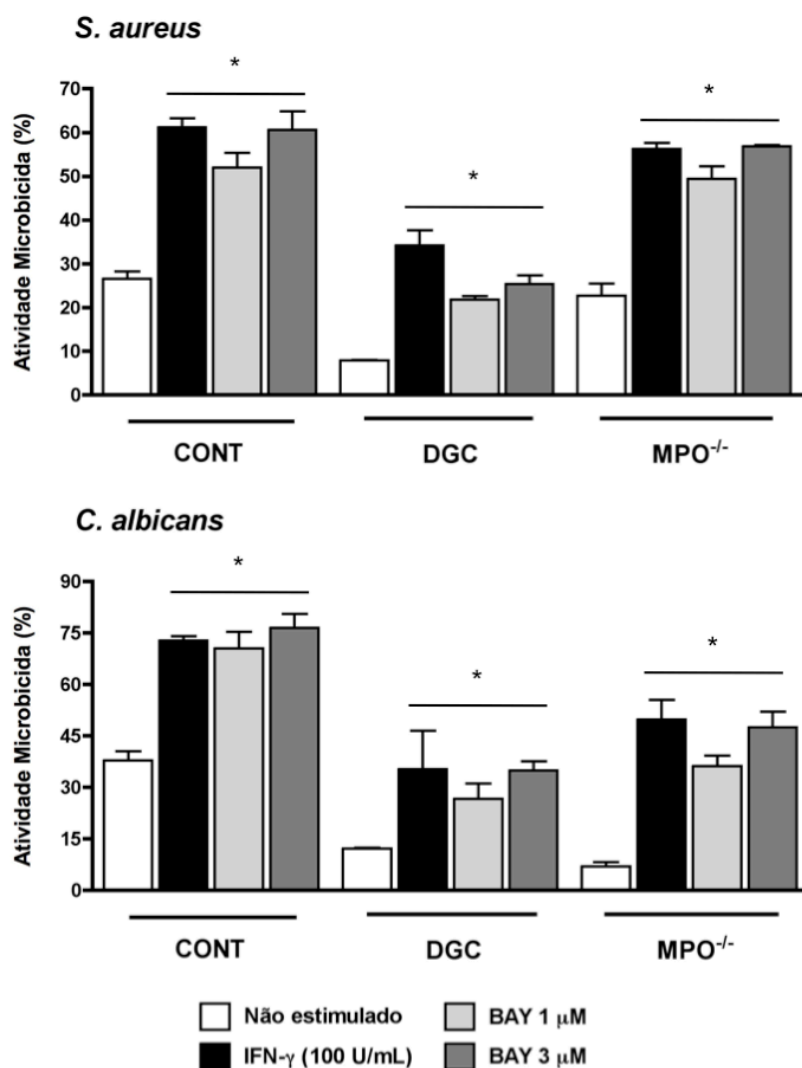 S. aureus
*
*
*
Atividade Microbicida (%)
70
60
50
40
30
20
10
0
CONT
DGC
MPO-/-
C. albicans
*
*
*
Atividade Microbicida (%)
90
75
60
45
30
15
0
CONT
DGC
MPO-/-
Não estimulado
BAY 1 μM
IFN-γ (100 U/mL)
BAY 3 μM